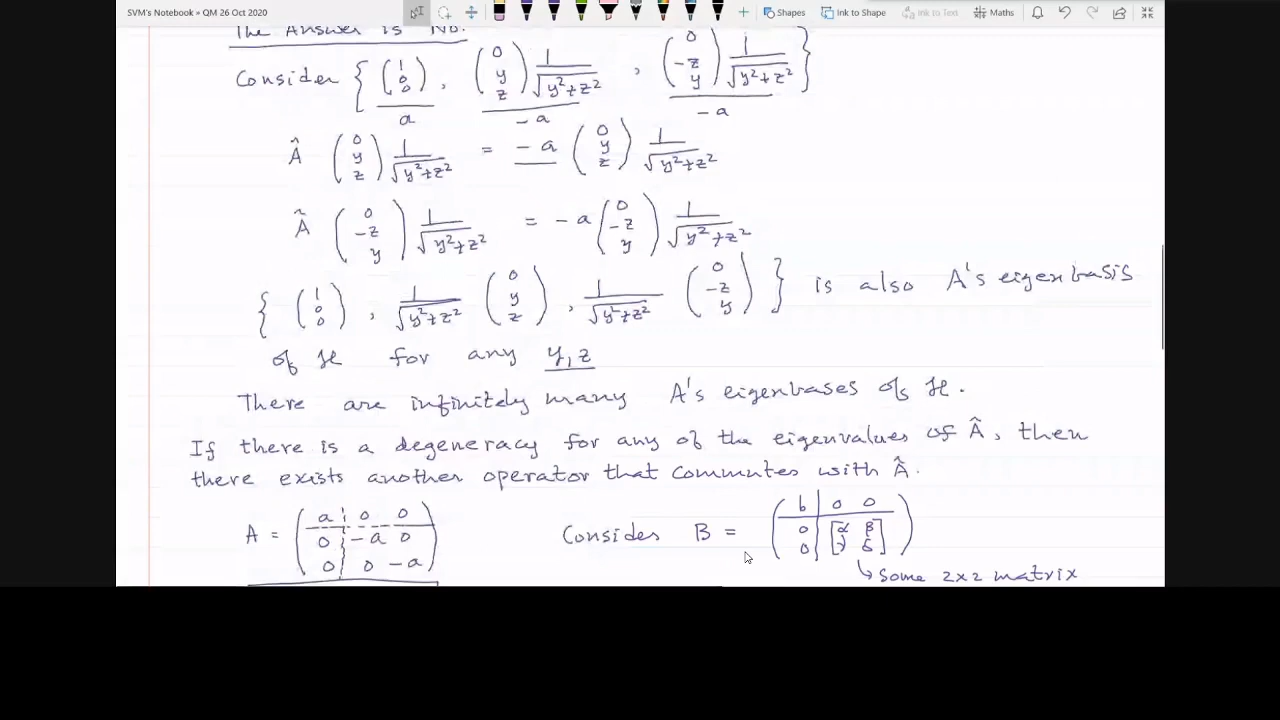 SVM's Notebook » QM 26 Oct 2020
Shapes Ink to Shape Ink to Text Maths
The Answer is No.
Consider { (1 0 0), (0 y z) 1/√(y²+z²) , (0 -z y) 1/√(y²+z²) }
a -a -a
Â (0 y z) 1/√(y²+z²) = -a (0 y z) 1/√(y²+z²)
Â (0 -z y) 1/√(y²+z²) = -a (0 -z y) 1/√(y²+z²)
{ (1 0 0), 1/√(y²+z²) (0 y z), 1/√(y²+z²) (0 -z y) } is also A's eigenbasis
of ℋ for any y,z
There are infinitely many A's eigenbases of ℋ.
If there is a degeneracy for any of the eigenvalues of Â, then
there exists another operator that commutes with Â.
A = (a 0 0 / 0 -a 0 / 0 0 -a) Consider B = (b 0 0 / 0 [α β] / 0 [γ δ])
↳ Some 2x2 matrix